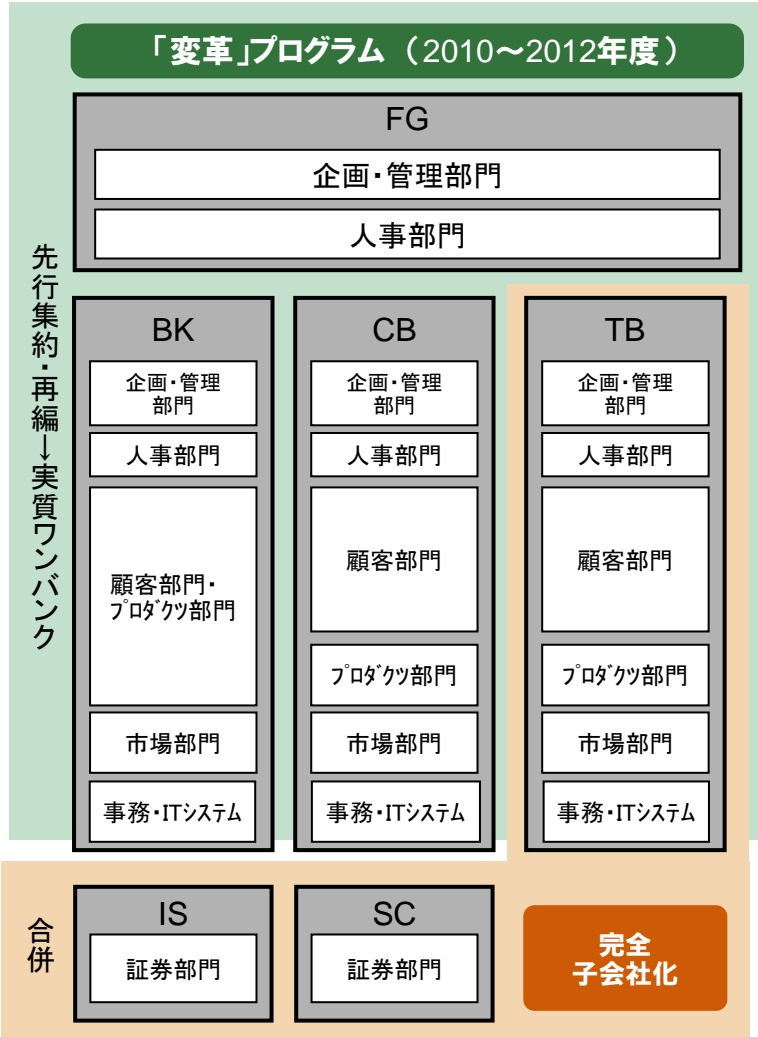 「変革」プログラム（2010～2012年度）
先行集約・再編→実質ワンバンク
FG
企画・管理部門
人事部門
BK
企画・管理
部門
人事部門
顧客部門・
プロダクツ部門
市場部門
事務・ITシステム
CB
企画・管理
部門
人事部門
顧客部門
プロダクツ部門
市場部門
事務・ITシステム
TB
企画・管理
部門
人事部門
顧客部門
プロダクツ部門
市場部門
事務・ITシステム
合併
IS
証券部門
SC
証券部門
完全
子会社化